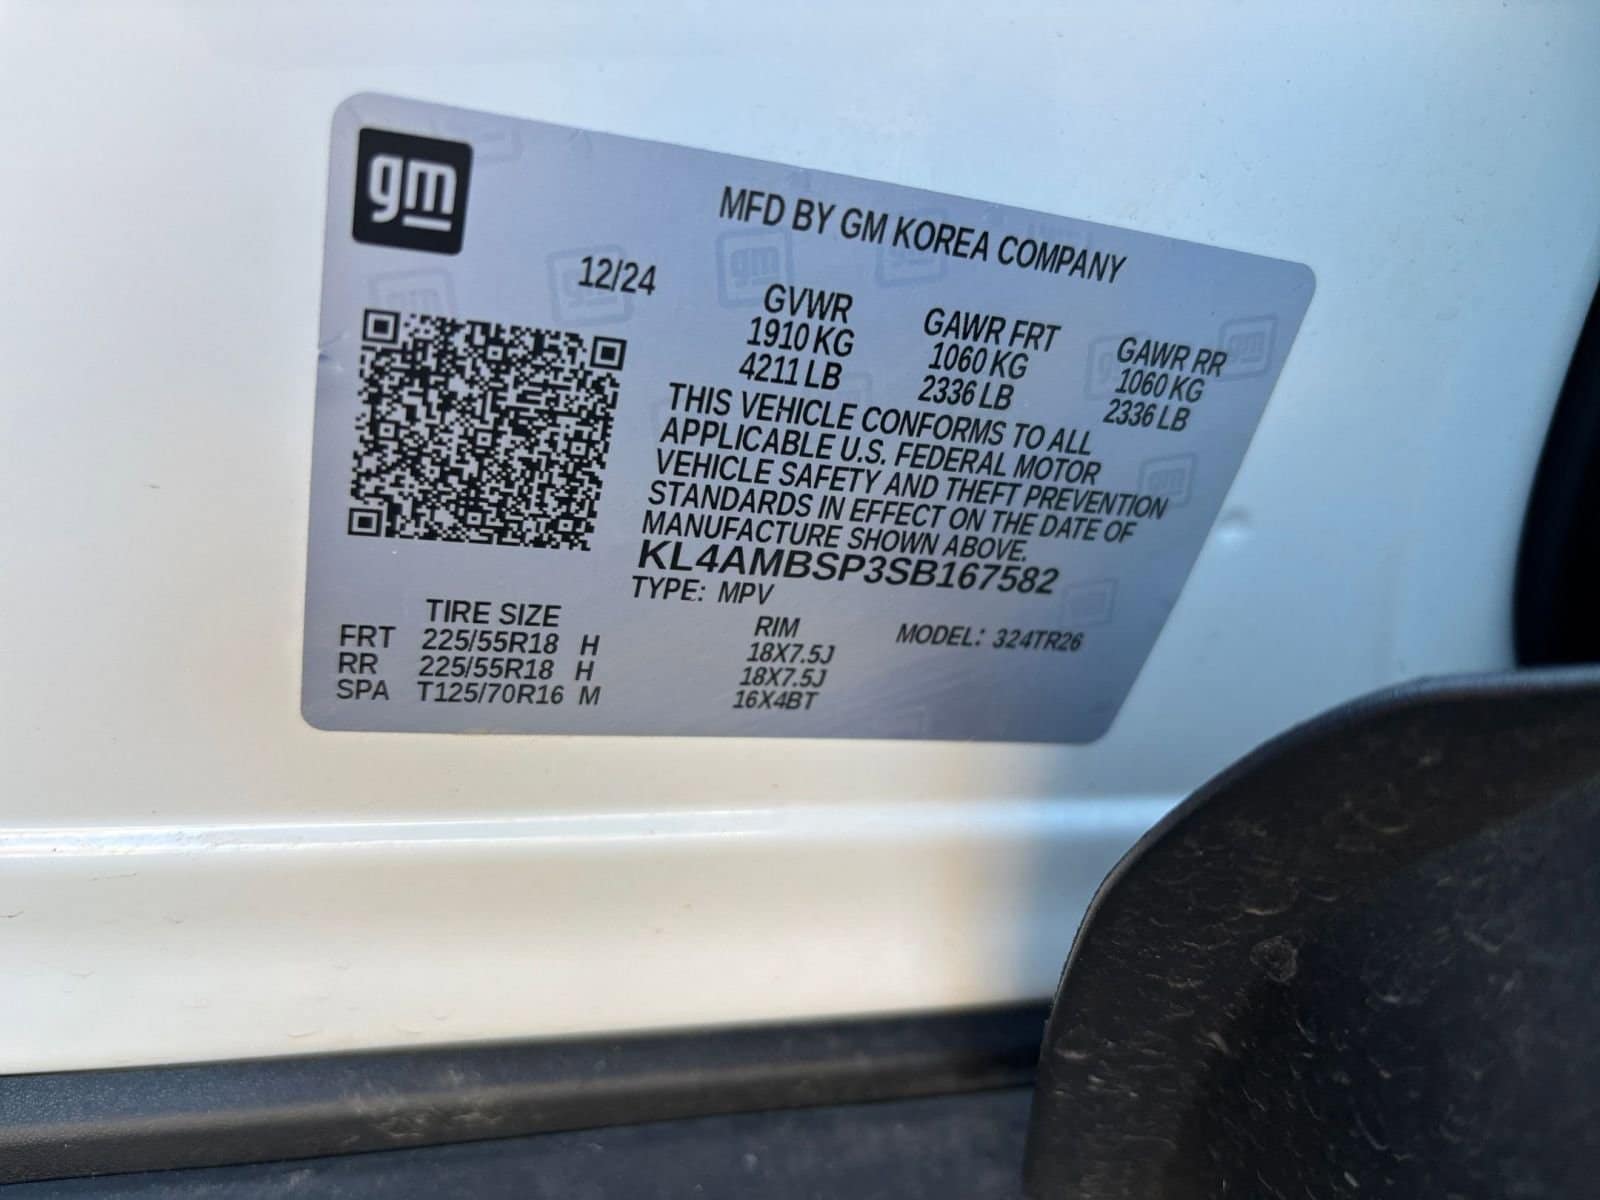 gm
MFD BY GM KOREA COMPANY
12/24
GVWR GAWR FRT GAWR RR
1910 KG 1060 KG 1060 KG
4211 LB 2336 LB 2336 LB
THIS VEHICLE CONFORMS TO ALL
APPLICABLE U.S. FEDERAL MOTOR
VEHICLE SAFETY AND THEFT PREVENTION
STANDARDS IN EFFECT ON THE DATE OF
MANUFACTURE SHOWN ABOVE.
KL4AMBSP3SB167582
TYPE: MPV
TIRE SIZE RIM MODEL: 324TR26
FRT 225/55R18 H 18X7.5J
RR 225/55R18 H 18X7.5J
SPA T125/70R16 M 16X4BT